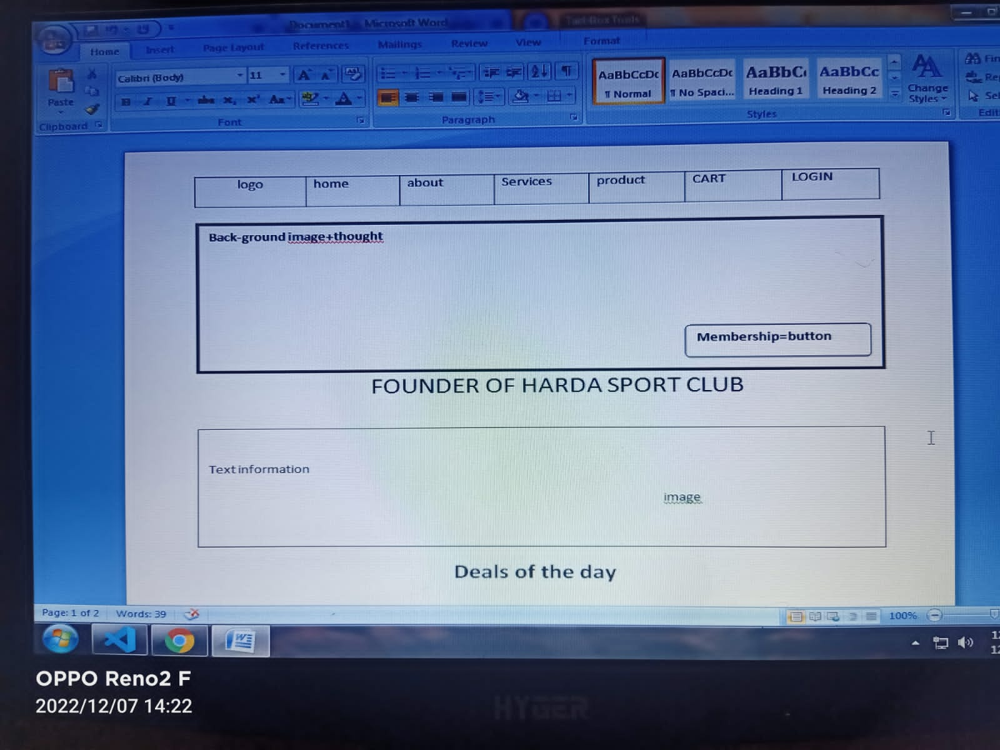 Document1 - Microsoft Word
Text Box Tools
Home Insert Page Layout References Mailings Review View Format
Paste
Clipboard
Calibri (Body) 11
Font
Paragraph
AaBbCcDc AaBbCcDc AaBbC AaBbCc
¶ Normal ¶ No Spaci... Heading 1 Heading 2
Change
Styles
Styles
logo home about Services product CART LOGIN
Back-ground image+thought
Membership=button
FOUNDER OF HARDA SPORT CLUB
Text information
image
Deals of the day
Page: 1 of 2 Words: 39 100%
OPPO Reno2 F
2022/12/07 14:22
HYGER